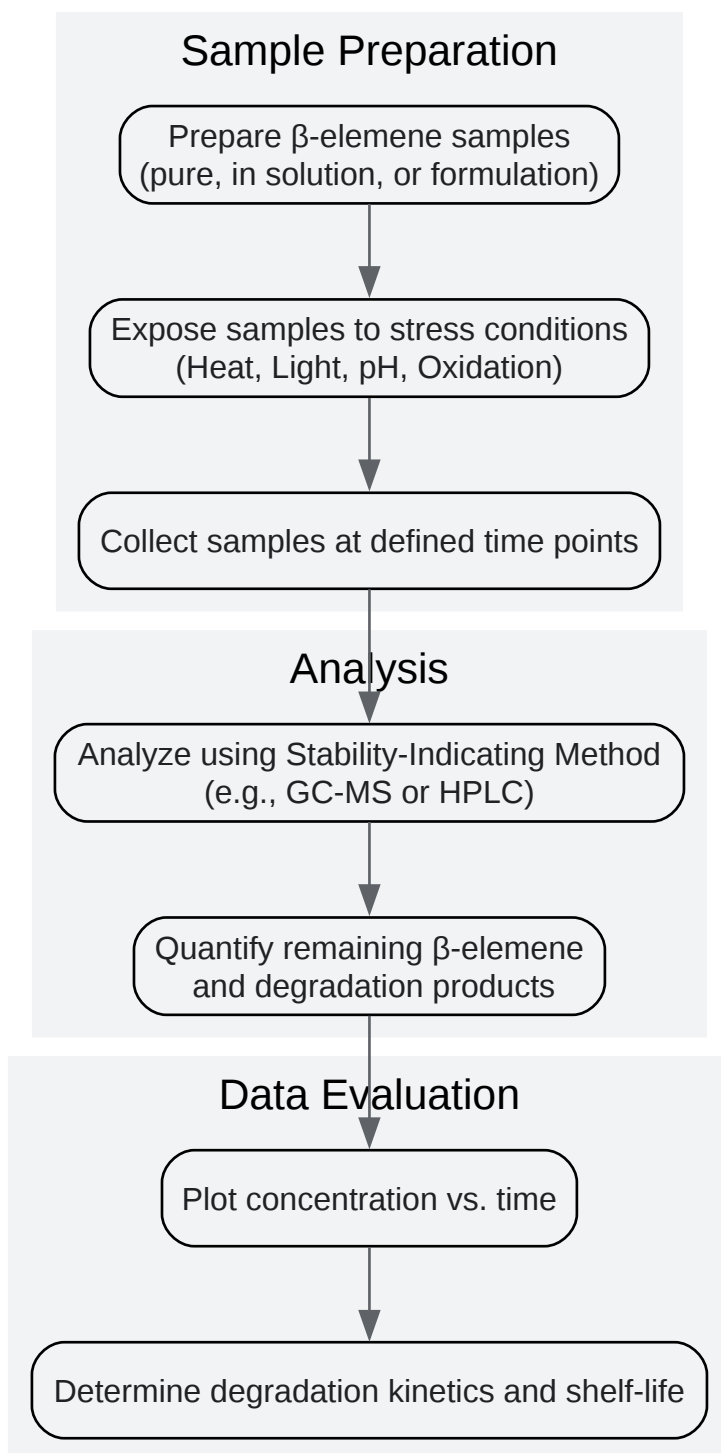 Sample Preparation
Prepare β-elemene samples
(pure, in solution, or formulation)
Expose samples to stress conditions
(Heat, Light, pH, Oxidation)
Collect samples at defined time points
Analysis
Analyze using Stability-Indicating Method
(e.g., GC-MS or HPLC)
Quantify remaining β-elemene
and degradation products
Data Evaluation
Plot concentration vs. time
Determine degradation kinetics and shelf-life